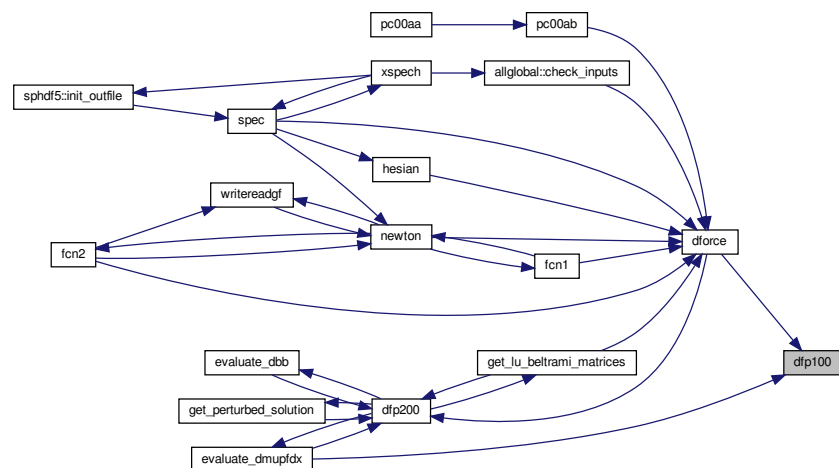 pc00aa
pc00ab
xspech
allglobal::check_inputs
sphdf5::init_outfile
spec
hesian
writereadgf
newton
dforce
fcn2
fcn1
evaluate_dbb
get_lu_beltrami_matrices
dfp100
get_perturbed_solution
dfp200
evaluate_dmupfdx